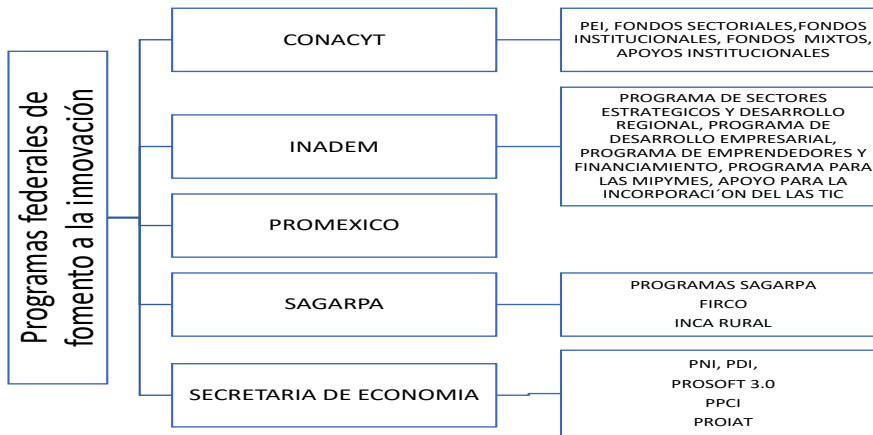 Programas federales de
fomento a la innovación
CONACYT
PEI, FONDOS SECTORIALES,FONDOS
INSTITUCIONALES, FONDOS MIXTOS,
APOYOS INSTITUCIONALES
INADEM
PROGRAMA DE SECTORES
ESTRATEGICOS Y DESARROLLO
REGIONAL, PROGRAMA DE
DESARROLLO EMPRESARIAL,
PROGRAMA DE EMPRENDEDORES Y
FINANCIAMIENTO, PROGRAMA PARA
LAS MIPYMES, APOYO PARA LA
INCORPORACI´ON DEL LAS TIC
PROMEXICO
SAGARPA
PROGRAMAS SAGARPA
FIRCO
INCA RURAL
SECRETARIA DE ECONOMIA
PNI, PDI,
PROSOFT 3.0
PPCI
PROIAT